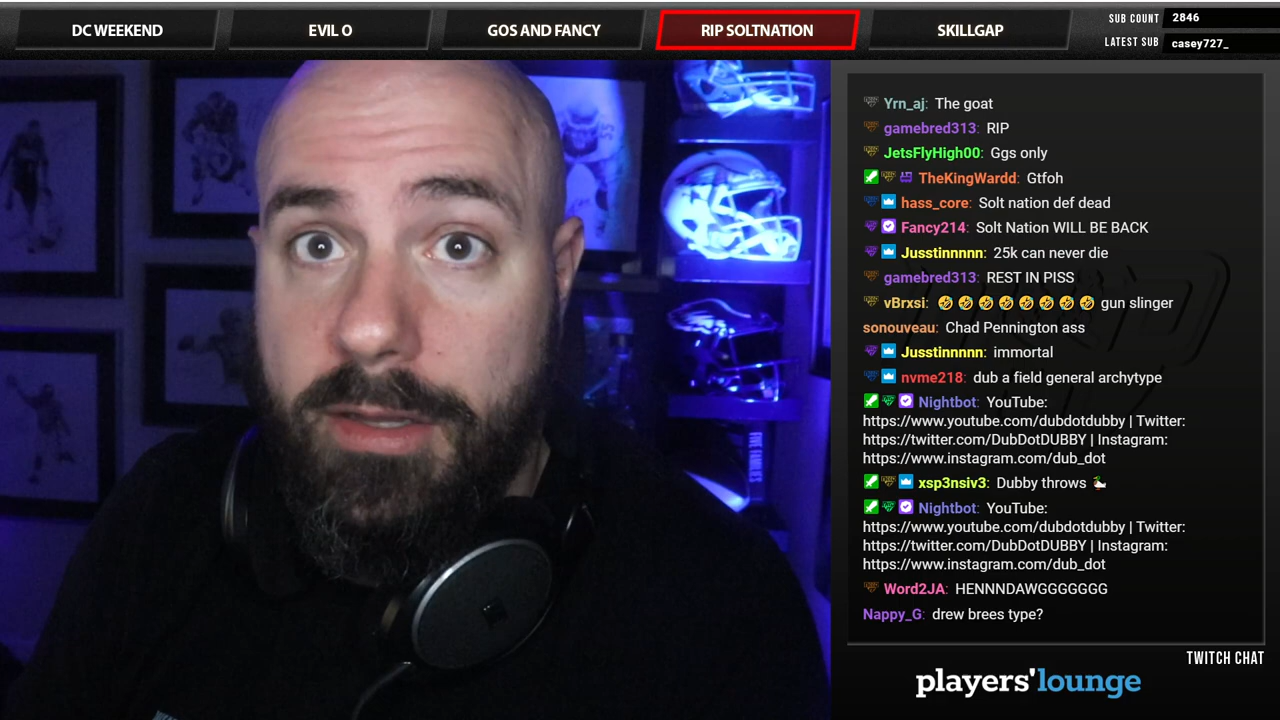 DC WEEKEND
EVIL O
GOS AND FANCY
RIP SOLTNATION
SKILLGAP
SUB COUNT 2846
LATEST SUB casey727_
Yrn_aj: The goat
gamebred313: RIP
JetsFlyHigh00: Ggs only
TheKingWardd: Gtfoh
hass_core: Solt nation def dead
Fancy214: Solt Nation WILL BE BACK
Jusstinnnnn: 25k can never die
gamebred313: REST IN PISS
vBrxsi: 🤣 🤣 🤣 🤣 🤣 🤣 🤣 🤣 gun slinger
sonouveau: Chad Pennington ass
Jusstinnnnn: immortal
nvme218: dub a field general archytype
Nightbot: YouTube:
https://www.youtube.com/dubdotdubby | Twitter:
https://twitter.com/DubDotDUBBY | Instagram:
https://www.instagram.com/dub_dot
xsp3nsiv3: Dubby throws 🦆
Nightbot: YouTube:
https://www.youtube.com/dubdotdubby | Twitter:
https://twitter.com/DubDotDUBBY | Instagram:
https://www.instagram.com/dub_dot
Word2JA: HENNNDAWGGGGGGG
Nappy_G: drew brees type?
TWITCH CHAT
players'lounge
FIVE FAMILIES